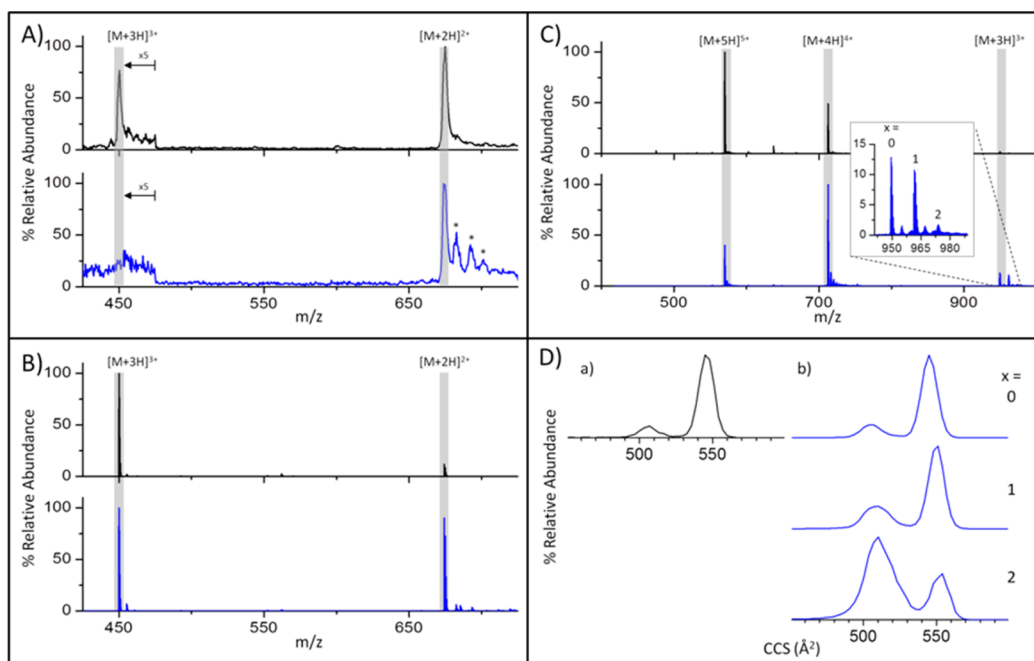 A)
[M+3H]³⁺
[M+2H]²⁺
x5
100
50
0
x5
100
50
0
450
550
650
m/z
% Relative Abundance
*
*
*
B)
[M+3H]³⁺
[M+2H]²⁺
100
50
0
100
50
0
450
550
650
m/z
% Relative Abundance
C)
[M+5H]⁵⁺
[M+4H]⁴⁺
[M+3H]³⁺
100
50
0
100
50
0
500
700
900
m/z
% Relative Abundance
x =
0
1
2
15
10
5
0
950
965
980
D)
a)
b)
x =
0
1
2
500
550
500
550
CCS (Å²)
% Relative Abundance